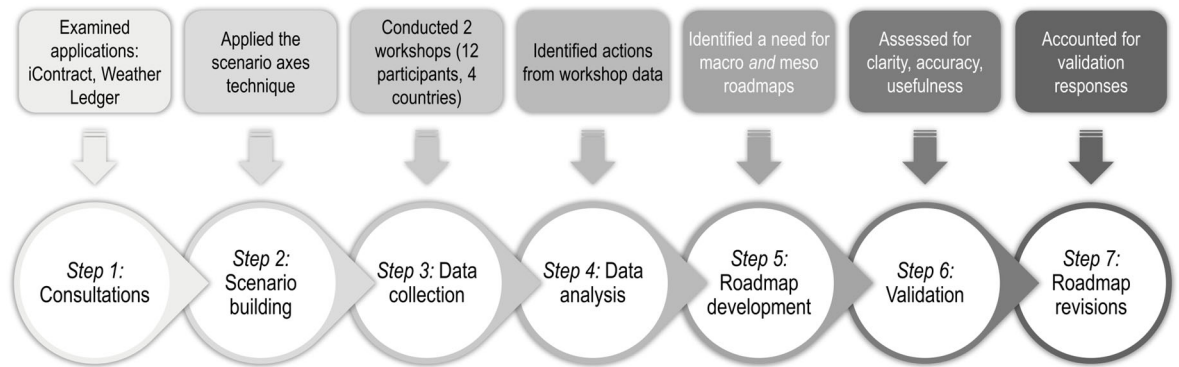 Examined
applications:
iContract, Weather
Ledger
Applied the
scenario axes
technique
Conducted 2
workshops (12
participants, 4
countries)
Identified actions
from workshop data
Identified a need for
macro and meso
roadmaps
Assessed for
clarity, accuracy,
usefulness
Accounted for
validation
responses
Step 1:
Consultations
Step 2:
Scenario
building
Step 3: Data
collection
Step 4: Data
analysis
Step 5:
Roadmap
development
Step 6:
Validation
Step 7:
Roadmap
revisions